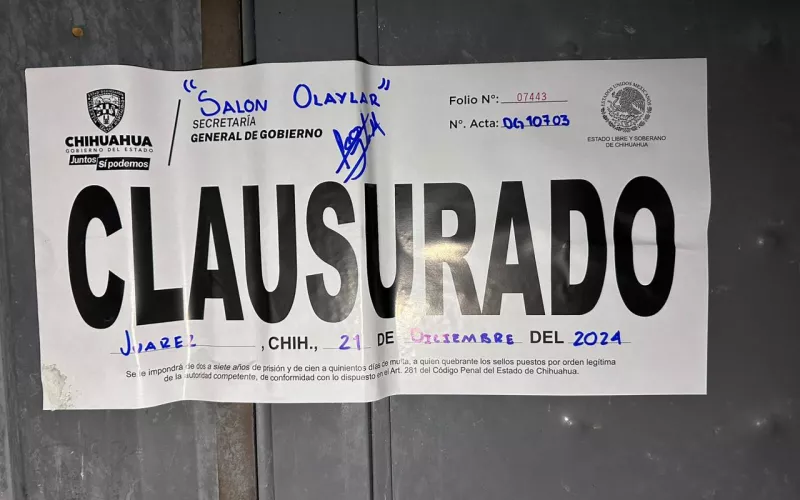 "SALON OLAYLAR"
CHIHUAHUA
GOBIERNO DEL ESTADO
Juntos Sí podemos
SECRETARÍA
GENERAL DE GOBIERNO
Folio N°: 07443
N°. Acta: DG10703
ESTADOS UNIDOS MEXICANOS
ESTADO LIBRE Y SOBERANO
DE CHIHUAHUA
CLAUSURADO
JUAREZ, CHIH., 21 DE DICIEMBRE DEL 2024
Se le impondrá de dos a siete años de prisión y de cien a quinientos días de multa, a quien quebrante los sellos puestos por orden legítima
de la autoridad competente, de conformidad con lo dispuesto en el Art. 281 del Código Penal del Estado de Chihuahua.